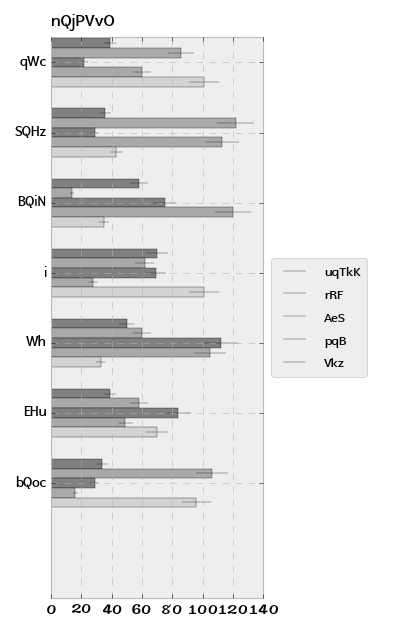 nQjPVvO
qWc
SQHz
BQiN
i
Wh
EHu
bQoc
uqTkK
rRF
AeS
pqB
Vkz
0 20 40 60 80 100 120 140